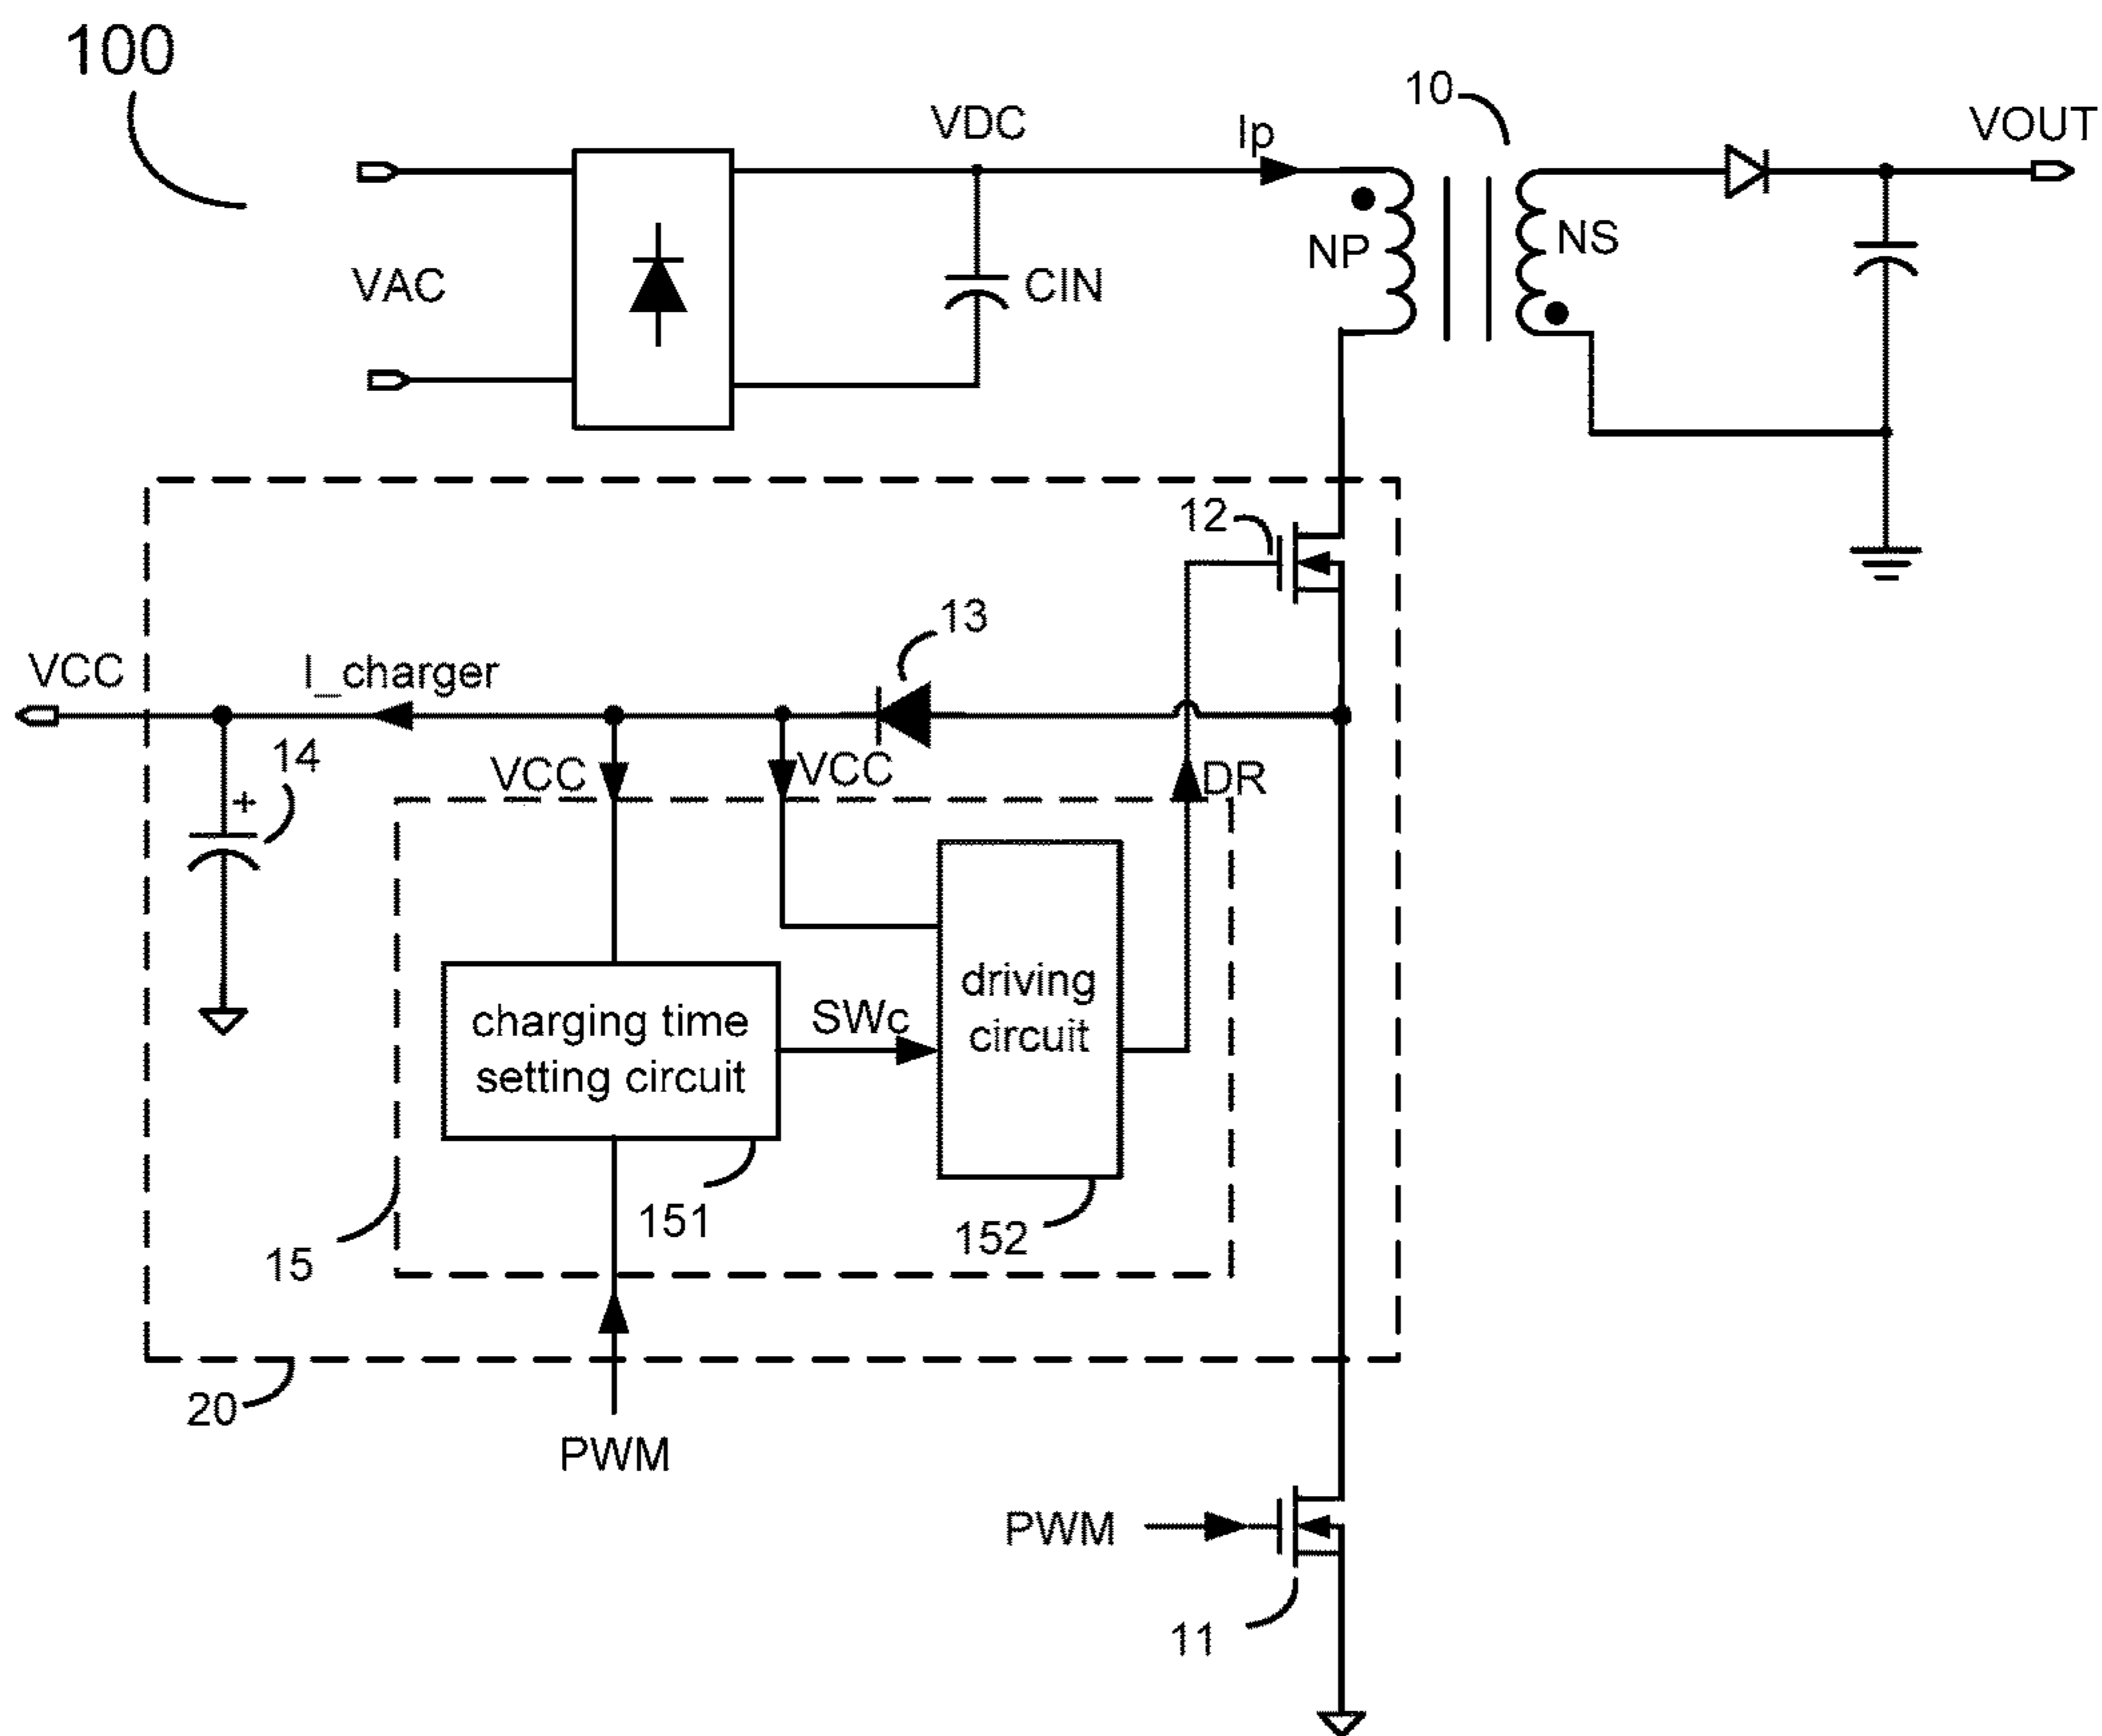 100
10
VDC
Ip
VOUT
NP
NS
VAC
CIN
12
13
VCC
I_charger
14
VCC
VCC
DR
+
driving
circuit
charging time
setting circuit
SWc
151
152
15
20
PWM
PWM
11